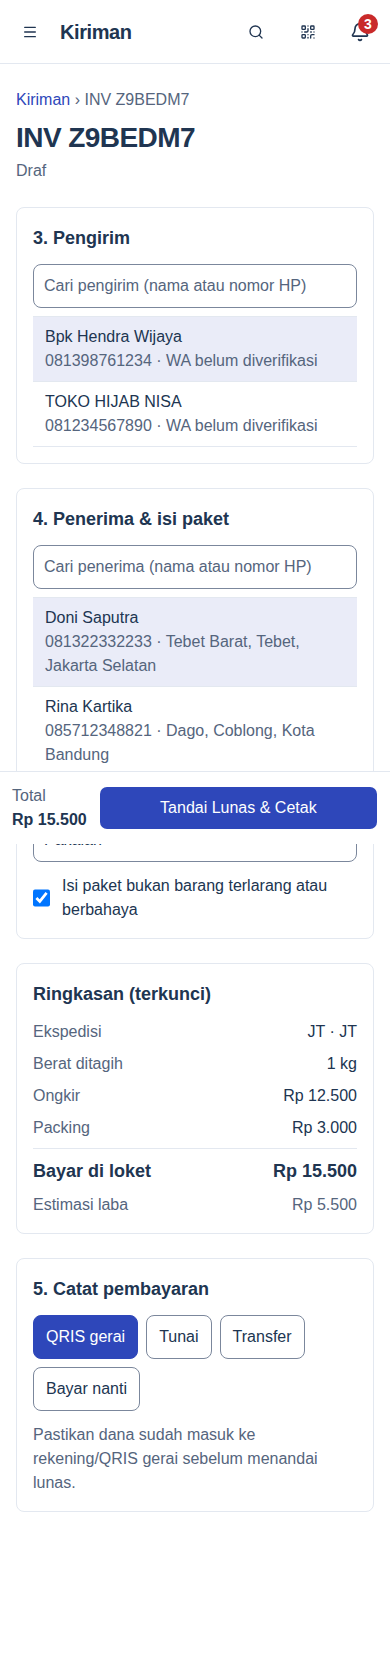 Kiriman
3
Kiriman › INV Z9BEDM7
INV Z9BEDM7
Draf
3. Pengirim
Cari pengirim (nama atau nomor HP)
Bpk Hendra Wijaya
081398761234 · WA belum diverifikasi
TOKO HIJAB NISA
081234567890 · WA belum diverifikasi
4. Penerima & isi paket
Cari penerima (nama atau nomor HP)
Doni Saputra
081322332233 · Tebet Barat, Tebet,
Jakarta Selatan
Rina Kartika
085712348821 · Dago, Coblong, Kota
Bandung
Total
Rp 15.500
Tandai Lunas & Cetak
Isi paket bukan barang terlarang atau
berbahaya
Ringkasan (terkunci)
Ekspedisi JT · JT
Berat ditagih 1 kg
Ongkir Rp 12.500
Packing Rp 3.000
Bayar di loket Rp 15.500
Estimasi laba Rp 5.500
5. Catat pembayaran
QRIS gerai Tunai Transfer
Bayar nanti
Pastikan dana sudah masuk ke
rekening/QRIS gerai sebelum menandai
lunas.